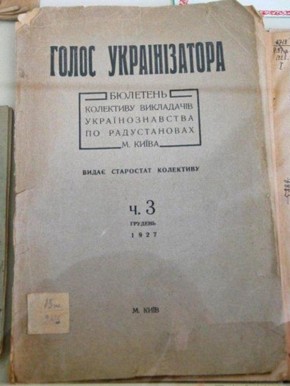 ГОЛОС УКРАЇНІЗАТОРА
БЮЛЕТЕНЬ
КОЛЕКТИВУ ВИКЛАДАЧІВ
УКРАЇНОЗНАВСТВА
ПО РАДУСТАНОВАХ
М. КИЇВА
ВИДАЄ СТАРОСТАТ КОЛЕКТИВУ
Ч. 3
ГРУДЕНЬ
1927
М. КИЇВ